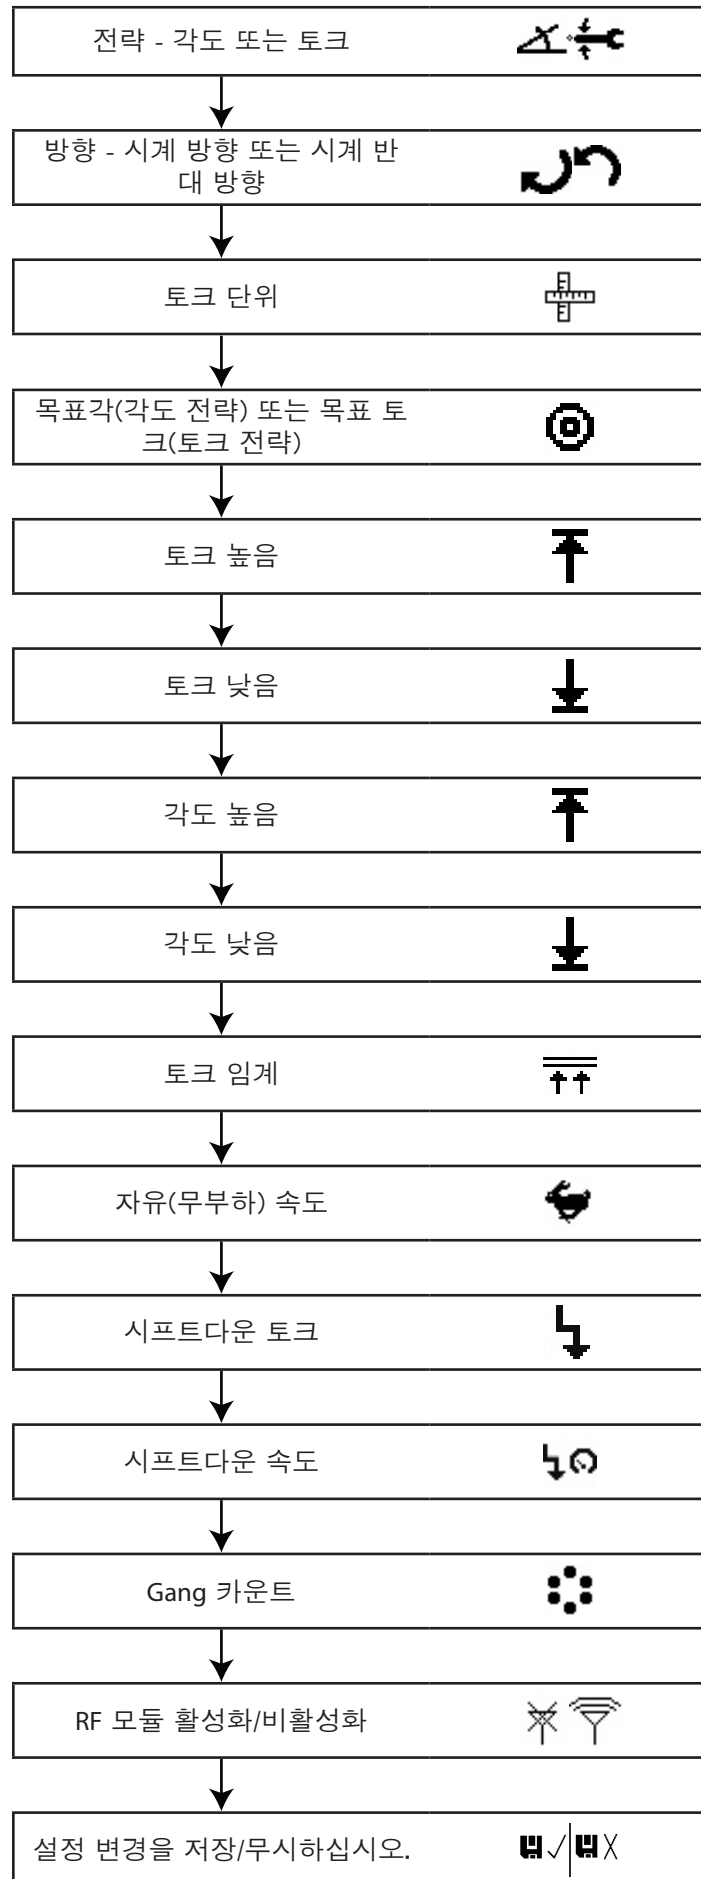 전략 - 각도 또는 토크
방향 - 시계 방향 또는 시계 반
대 방향
토크 단위
목표각(각도 전략) 또는 목표 토
크(토크 전략)
토크 높음
토크 낮음
각도 높음
각도 낮음
토크 임계
자유(무부하) 속도
시프트다운 토크
시프트다운 속도
Gang 카운트
RF 모듈 활성화/비활성화
설정 변경을 저장/무시하십시오.